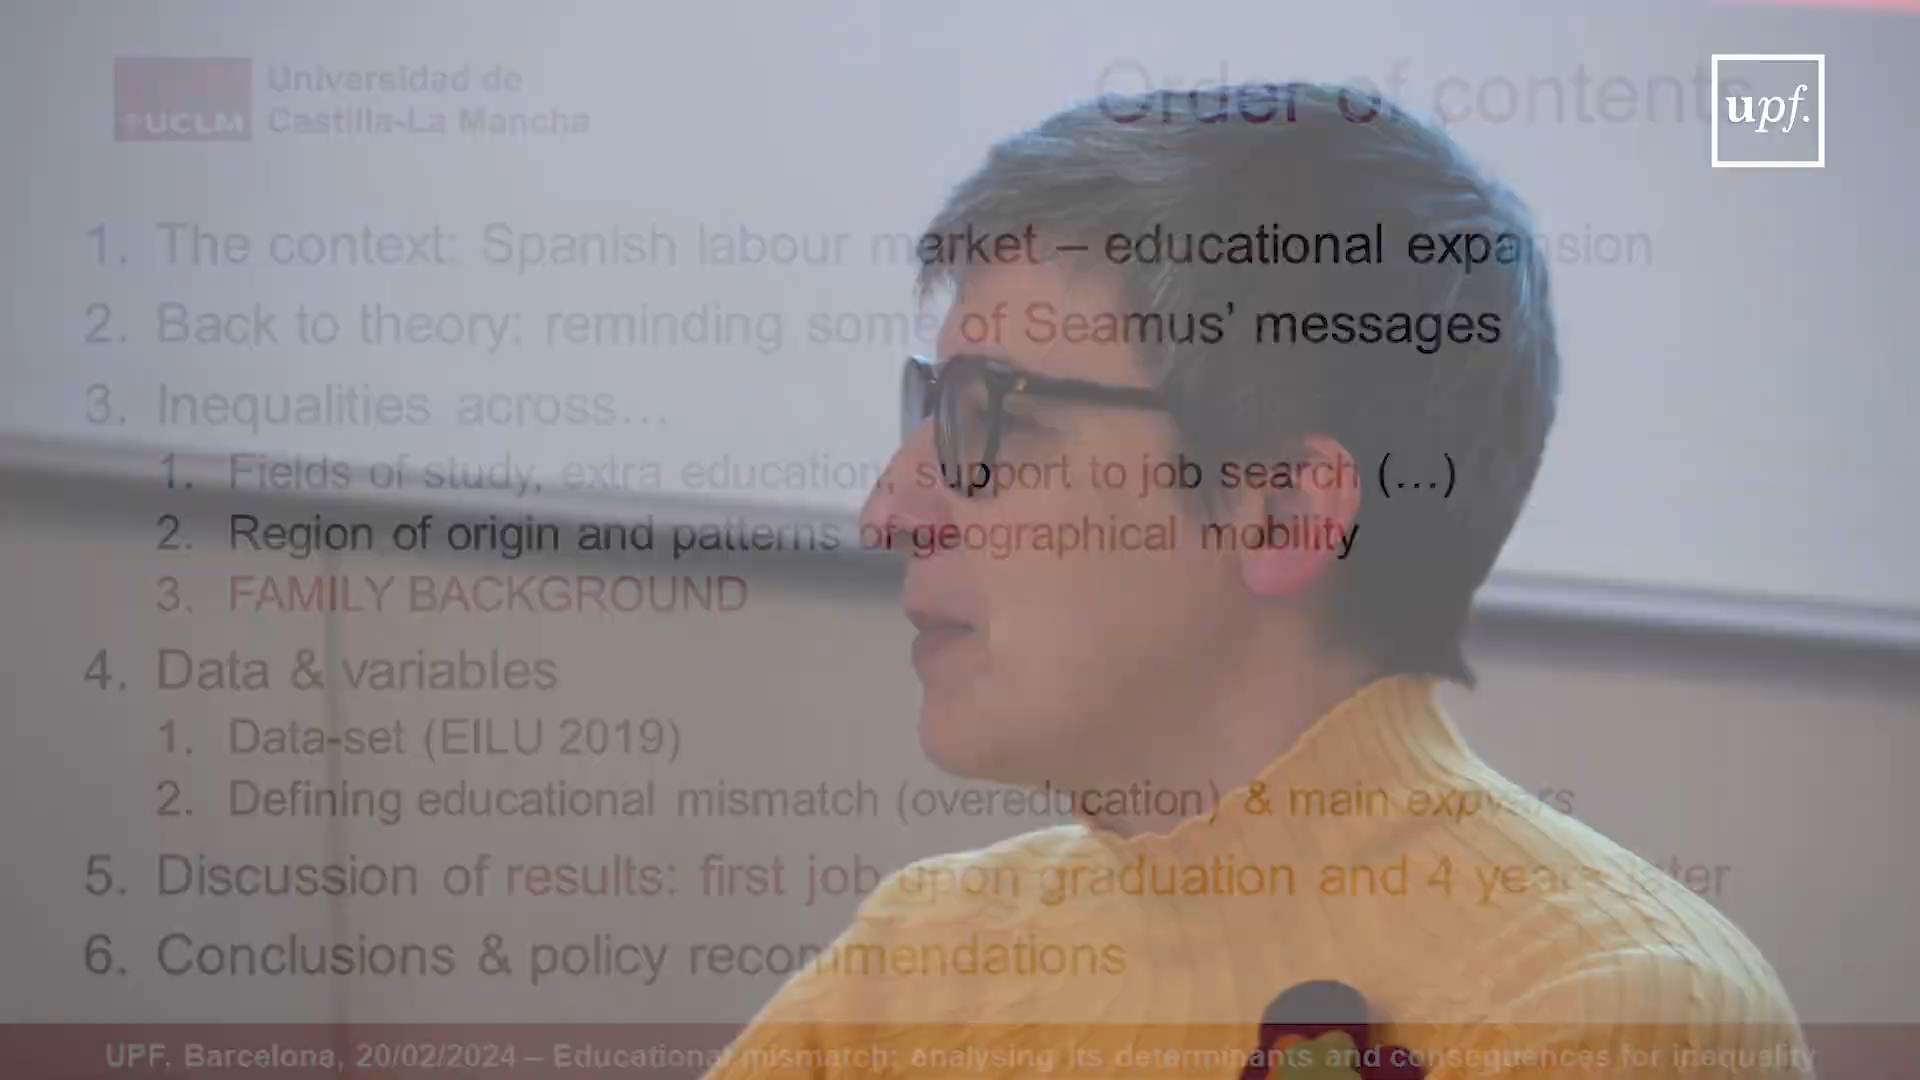 UCLM
Universidad de
Castilla-La Mancha
Order of contents
upf.
1. The context: Spanish labour market – educational expansion
2. Back to theory: reminding some of Seamus’ messages
3. Inequalities across…
1. Fields of study, extra education, support to job search (…)
2. Region of origin and patterns of geographical mobility
3. FAMILY BACKGROUND
4. Data & variables
1. Data-set (EILU 2019)
2. Defining educational mismatch (overeducation) & main expvars
5. Discussion of results: first job upon graduation and 4 years later
6. Conclusions & policy recommendations
UPF, Barcelona, 20/02/2024 – Educational mismatch: analysing its determinants and consequences for inequality